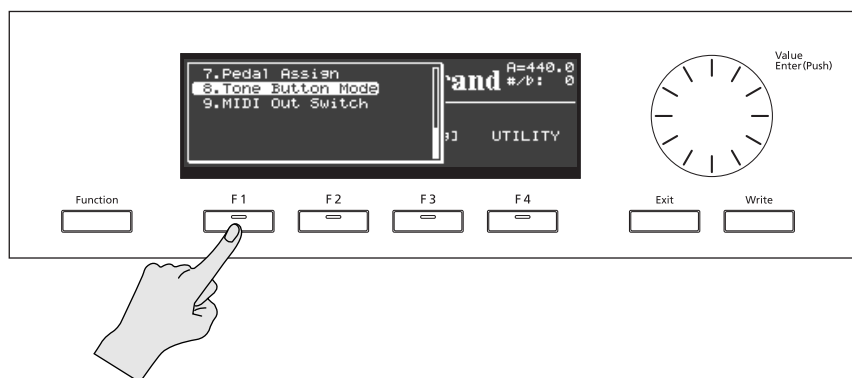 7.Pedal Assign
8.Tone Button Mode
9.MIDI Out Switch
A=440.0
#/b: 0
UTILITY
Value
Enter(Push)
Function
F1
F2
F3
F4
Exit
Write